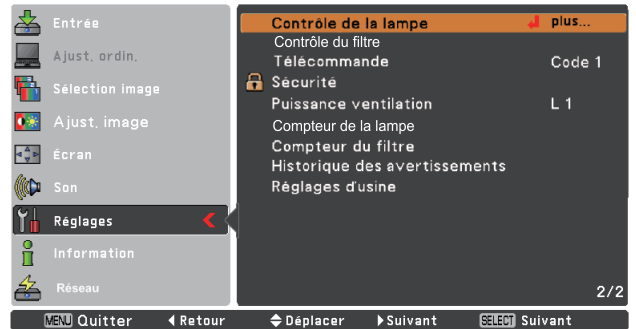 Entrée
Ajust. ordin.
Sélection image
Ajust. image
Écran
Son
Réglages
Information
Réseau
Contrôle de la lampe plus...
Contrôle du filtre
Télécommande Code 1
Sécurité
Puissance ventilation L 1
Compteur de la lampe
Compteur du filtre
Historique des avertissements
Réglages d'usine
2/2
MENU Quitter Retour Déplacer Suivant SELECT Suivant